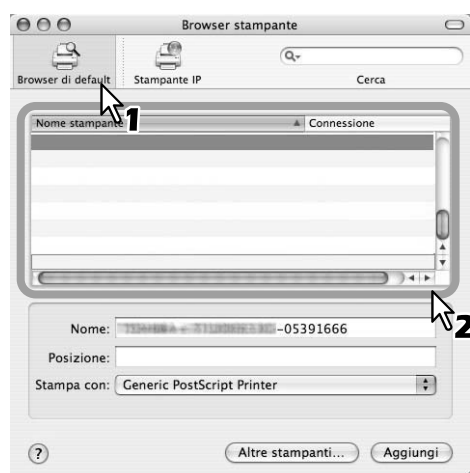 Browser stampante
Browser di default
Stampante IP
Cerca
1
Nome stampante
Connessione
2
Nome: -05391666
Posizione:
Stampa con: Generic PostScript Printer
?
Altre stampanti...
Aggiungi